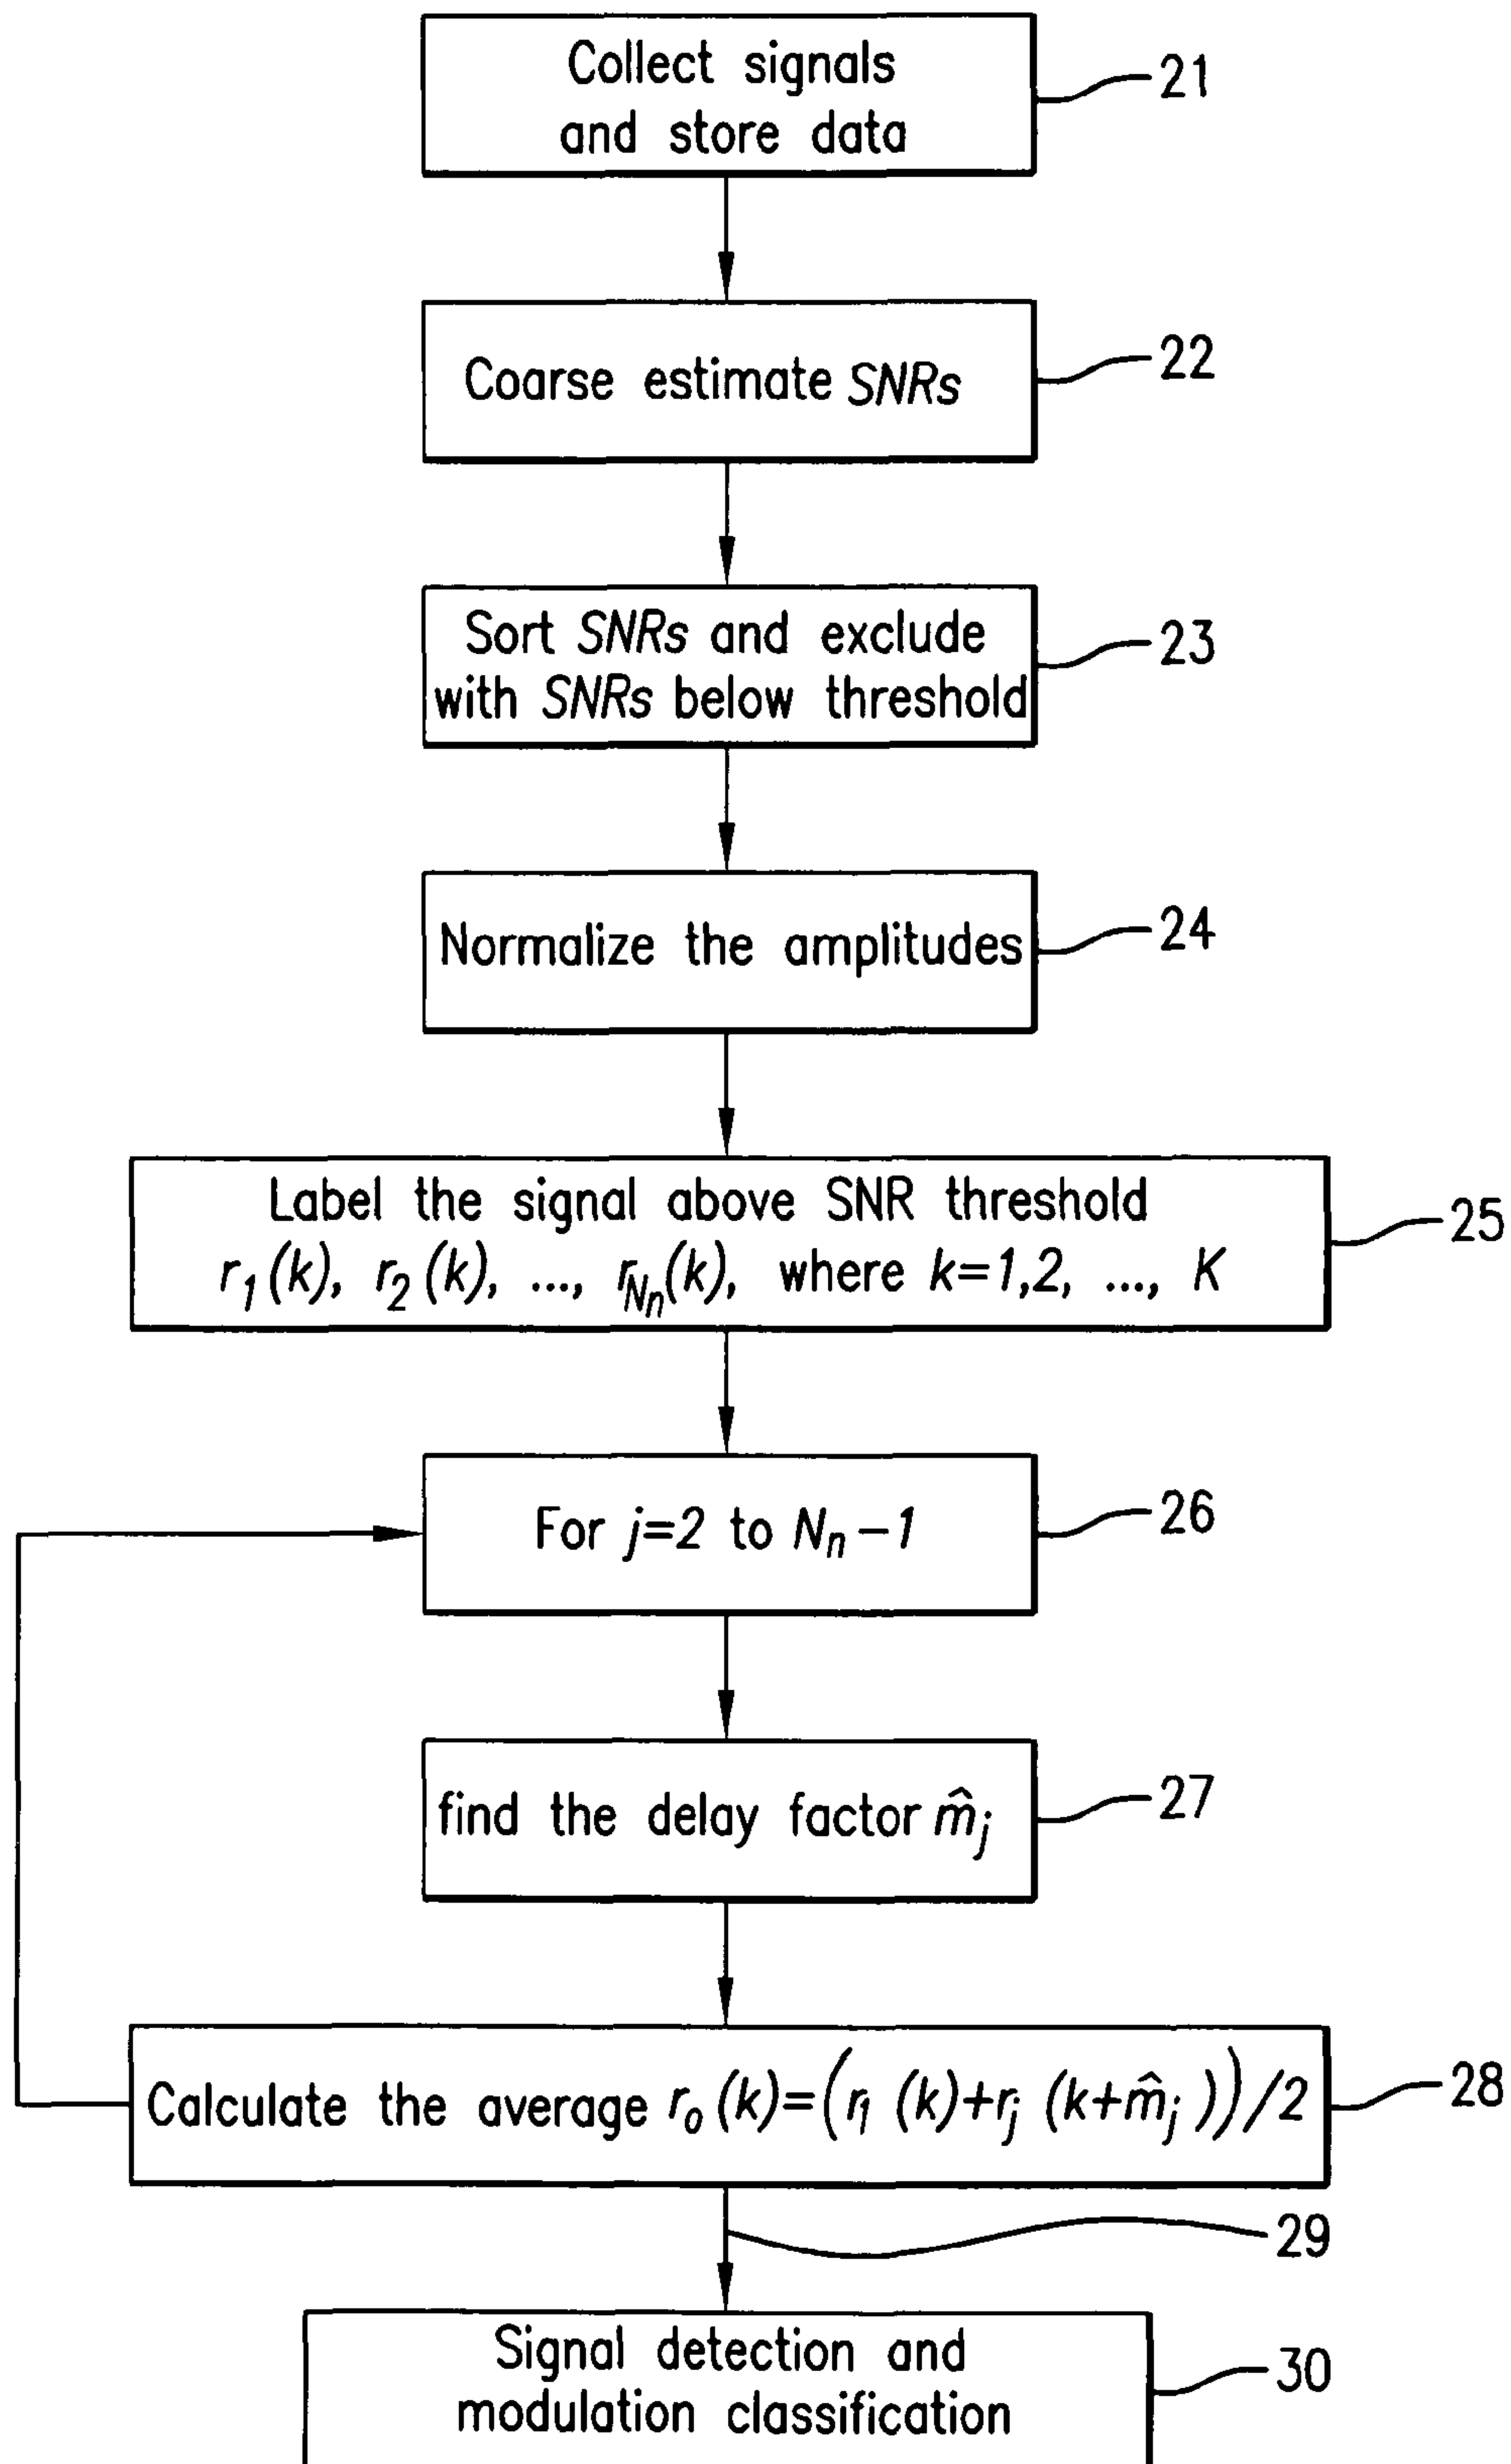 Collect signals
and store data
21
Coarse estimate SNRs
22
Sort SNRs and exclude
with SNRs below threshold
23
Normalize the amplitudes
24
Label the signal above SNR threshold
r₁(k), r₂(k), ..., r_{Nₙ}(k), where k=1,2, ..., K
25
For j=2 to Nₙ-1
26
find the delay factor m̂ⱼ
27
Calculate the average rₒ(k)=(r₁(k)+rⱼ(k+m̂ⱼ))/2
28
29
Signal detection and
modulation classification
30